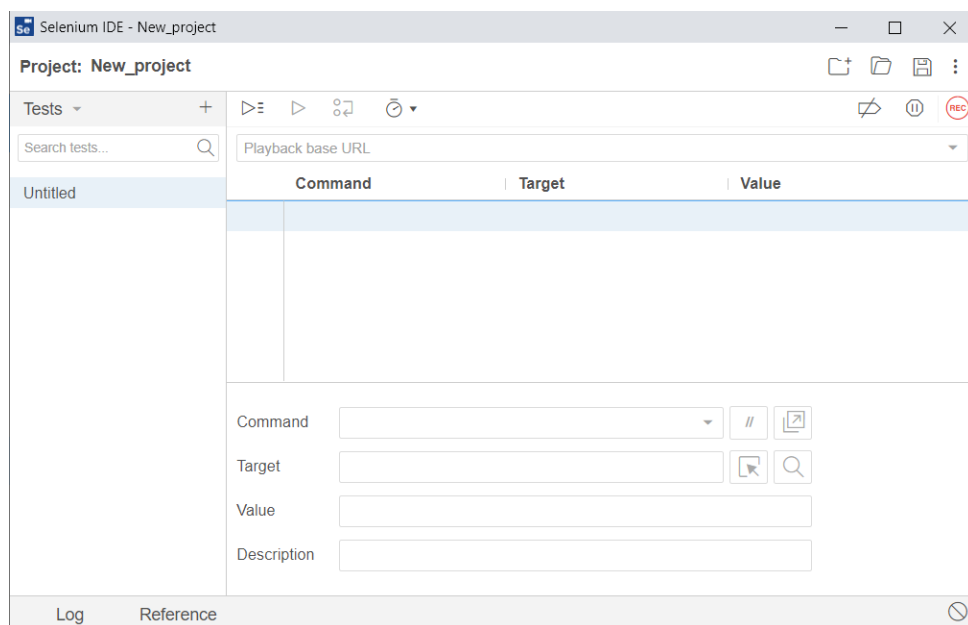 Se Selenium IDE - New_project
Project: New_project
Tests
REC
Search tests...
Playback base URL
Command Target Value
Untitled
Command
//
Target
Value
Description
Log Reference